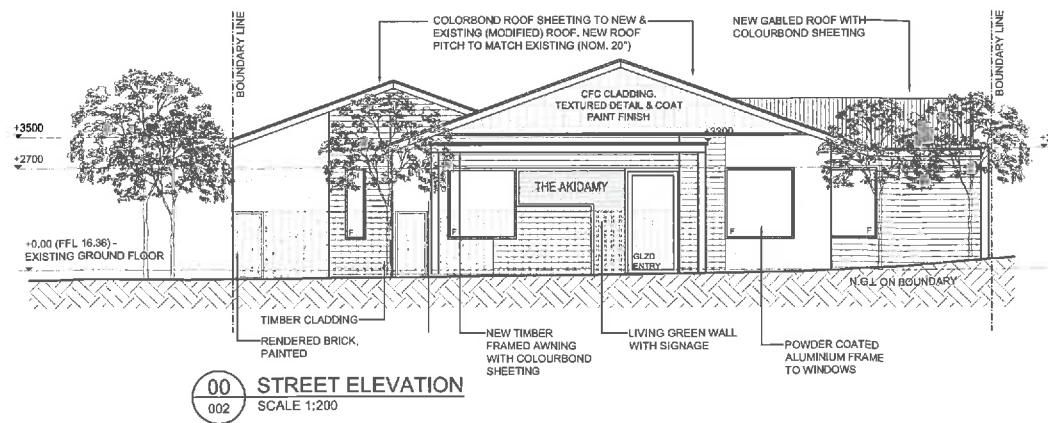 COLORBOND ROOF SHEETING TO NEW &
EXISTING (MODIFIED) ROOF. NEW ROOF
PITCH TO MATCH EXISTING (NOM. 20°)
NEW GABLED ROOF WITH
COLOURBOND SHEETING
BOUNDARY LINE
BOUNDARY LINE
CFC CLADDING.
TEXTURED DETAIL & COAT
PAINT FINISH
+3500
+3300
+2700
THE AKIDAMY
F
F
F
F
GLZD
ENTRY
+0.00 (FFL 16.36) -
EXISTING GROUND FLOOR
N.G.L ON BOUNDARY
TIMBER CLADDING
RENDERED BRICK,
PAINTED
NEW TIMBER
FRAMED AWNING
WITH COLOURBOND
SHEETING
LIVING GREEN WALL
WITH SIGNAGE
POWDER COATED
ALUMINIUM FRAME
TO WINDOWS
00
002
STREET ELEVATION
SCALE 1:200